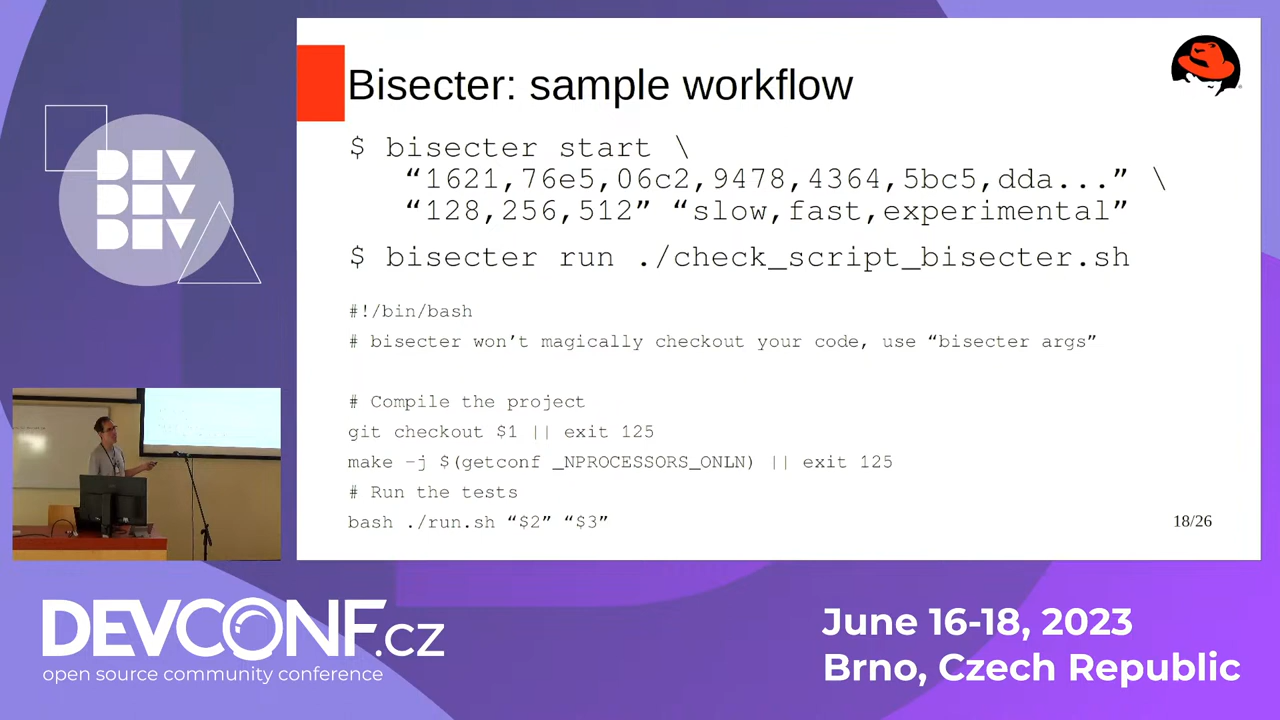 Bisecter: sample workflow
$ bisecter start \
“1621,76e5,06c2,9478,4364,5bc5,dda...” \
“128,256,512” “slow,fast,experimental”
$ bisecter run ./check_script_bisecter.sh
#!/bin/bash
# bisecter won’t magically checkout your code, use “bisecter args”
# Compile the project
git checkout $1 || exit 125
make -j $(getconf _NPROCESSORS_ONLN) || exit 125
# Run the tests
bash ./run.sh “$2” “$3”
18/26
DEV
DEV
DEV
DEVCONF.cz
open source community conference
June 16-18, 2023
Brno, Czech Republic